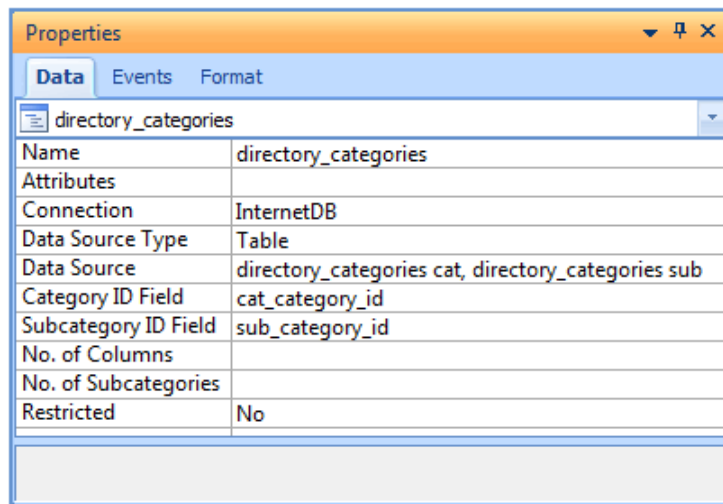 Properties
Data Events Format
directory_categories
Name directory_categories
Attributes
Connection InternetDB
Data Source Type Table
Data Source directory_categories cat, directory_categories sub
Category ID Field cat_category_id
Subcategory ID Field sub_category_id
No. of Columns
No. of Subcategories
Restricted No